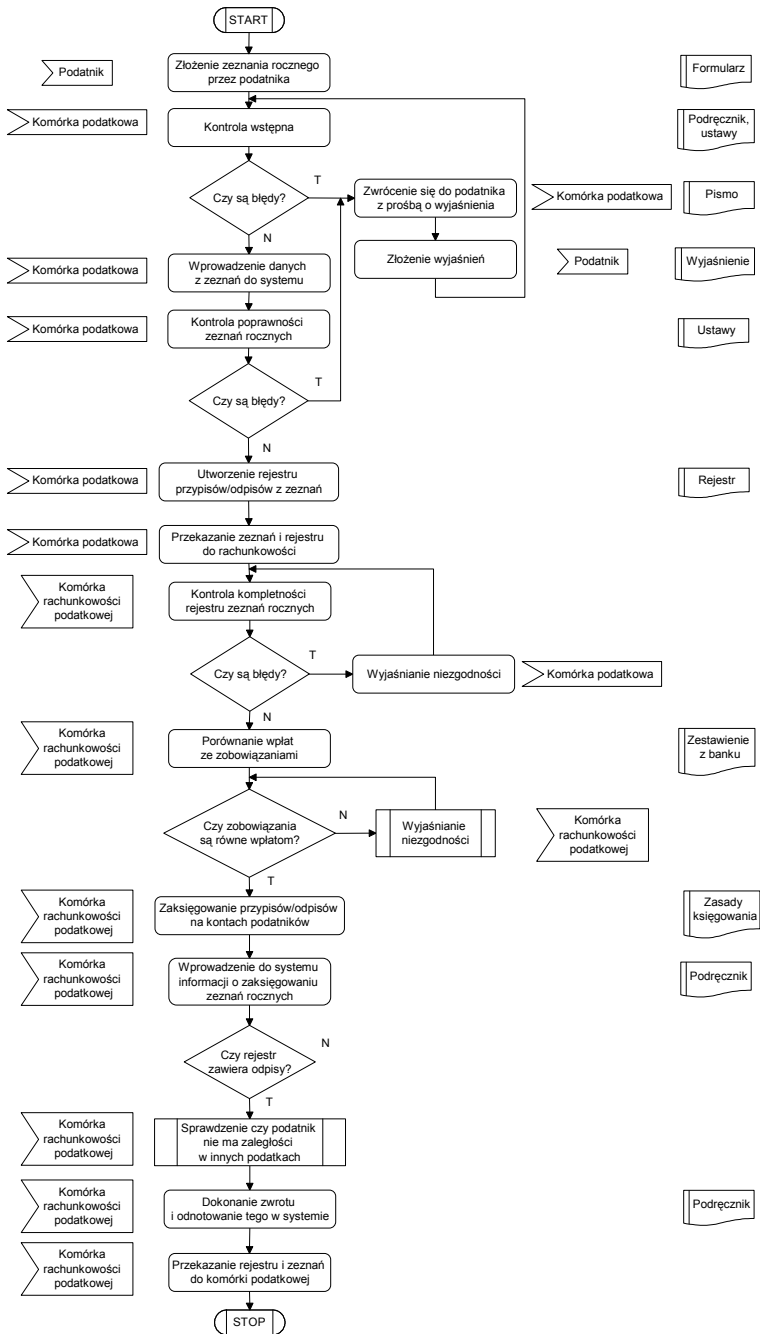 START
Podatnik
Złożenie zeznania rocznego
przez podatnika
Formularz
Komórka podatkowa
Kontrola wstępna
Podręcznik,
ustawy
Czy są błędy?
T
N
Zwrócenie się do podatnika
z prośbą o wyjaśnienia
Komórka podatkowa
Pismo
Komórka podatkowa
Wprowadzenie danych
z zeznań do systemu
Złożenie wyjaśnień
Podatnik
Wyjaśnienie
Komórka podatkowa
Kontrola poprawności
zeznań rocznych
Ustawy
Czy są błędy?
T
N
Komórka podatkowa
Utworzenie rejestru
przypisów/odpisów z zeznań
Rejestr
Komórka podatkowa
Przekazanie zeznań i rejestru
do rachunkowości
Komórka
rachunkowości
podatkowej
Kontrola kompletności
rejestru zeznań rocznych
Czy są błędy?
T
N
Wyjaśnianie niezgodności
Komórka podatkowa
Komórka
rachunkowości
podatkowej
Porównanie wpłat
ze zobowiązaniami
Zestawienie
z banku
Czy zobowiązania
są równe wpłatom?
N
T
Wyjaśnianie
niezgodności
Komórka
rachunkowości
podatkowej
Komórka
rachunkowości
podatkowej
Zaksięgowanie przypisów/odpisów
na kontach podatników
Zasady
księgowania
Komórka
rachunkowości
podatkowej
Wprowadzenie do systemu
informacji o zaksięgowaniu
zeznań rocznych
Podręcznik
Czy rejestr
zawiera odpisy?
N
T
Komórka
rachunkowości
podatkowej
Sprawdzenie czy podatnik
nie ma zaległości
w innych podatkach
Komórka
rachunkowości
podatkowej
Dokonanie zwrotu
i odnotowanie tego w systemie
Podręcznik
Komórka
rachunkowości
podatkowej
Przekazanie rejestru i zeznań
do komórki podatkowej
STOP